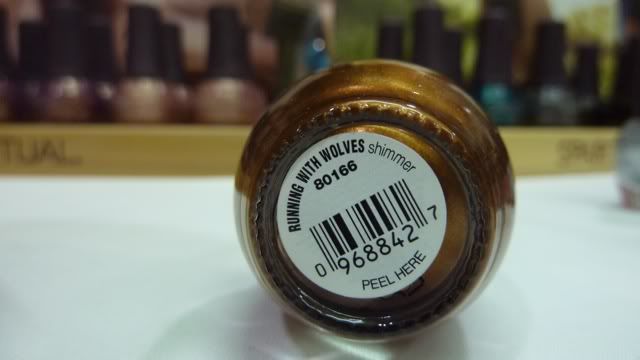 TUAL
RUNNING WITH WOLVES shimmer
80166
0 968842 7
PEEL HERE